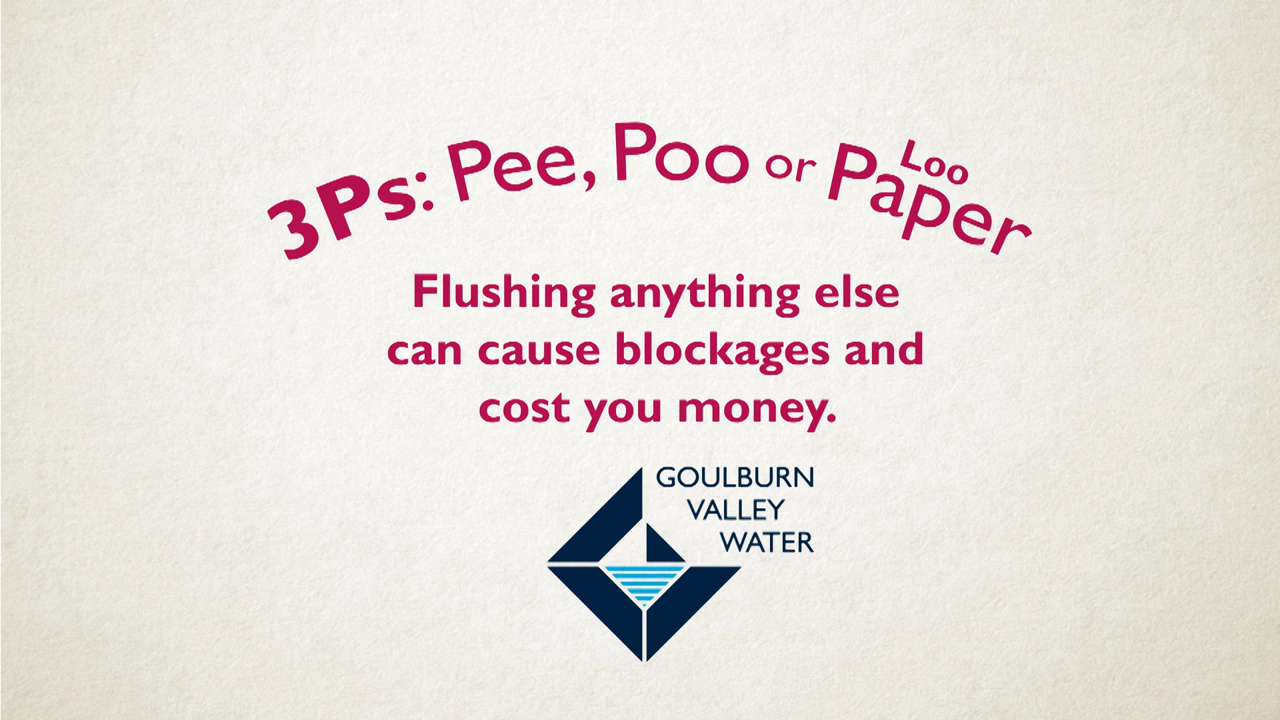 3Ps: Pee, Poo or Loo Paper
Flushing anything else
can cause blockages and
cost you money.
GOULBURN
VALLEY
WATER